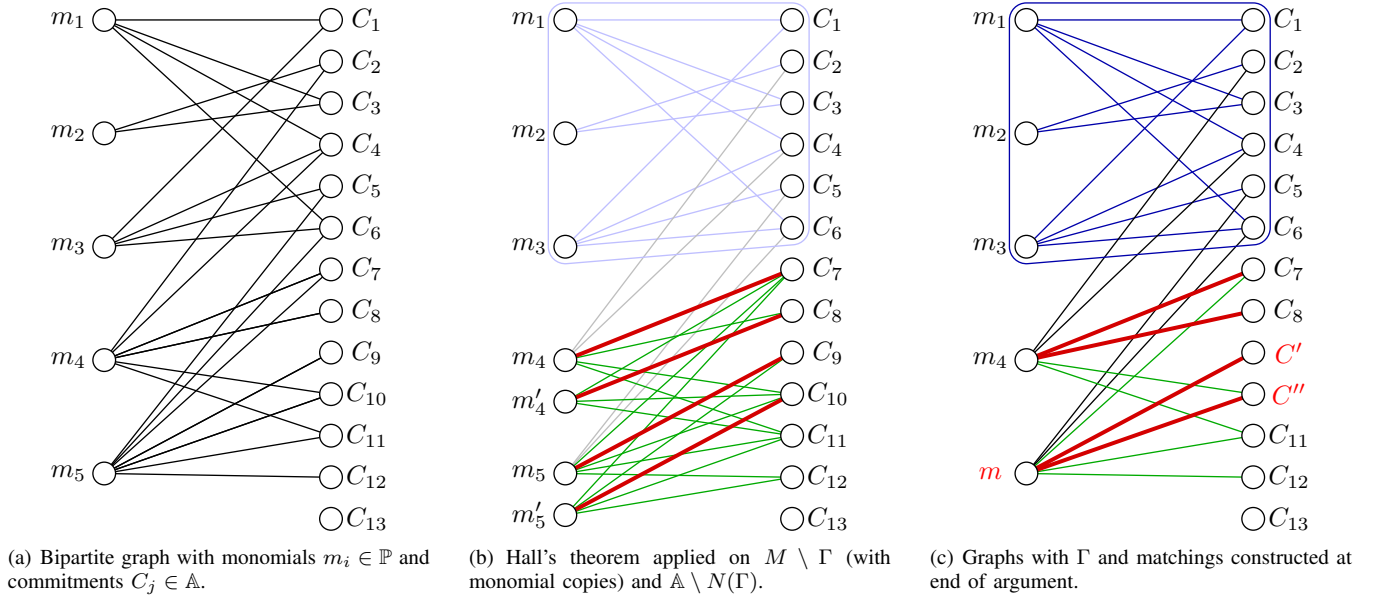 m₁ C₁
C₂
C₃
m₂
C₄
C₅
C₆
m₃
C₇
C₈
C₉
m₄
C₁₀
C₁₁
m₅ C₁₂
C₁₃
(a) Bipartite graph with monomials mᵢ ∈ ℙ and
commitments Cⱼ ∈ 𝔸.
m₁ C₁
C₂
C₃
m₂
C₄
C₅
C₆
m₃
C₇
C₈
C₉
m₄
C₁₀
m′₄
C₁₁
m₅ C₁₂
m′₅ C₁₃
(b) Hall's theorem applied on M \ Γ (with
monomial copies) and 𝔸 \ N(Γ).
m₁ C₁
C₂
C₃
m₂
C₄
C₅
C₆
m₃
C₇
C₈
C′
m₄
C″
C₁₁
m C₁₂
C₁₃
(c) Graphs with Γ and matchings constructed at
end of argument.